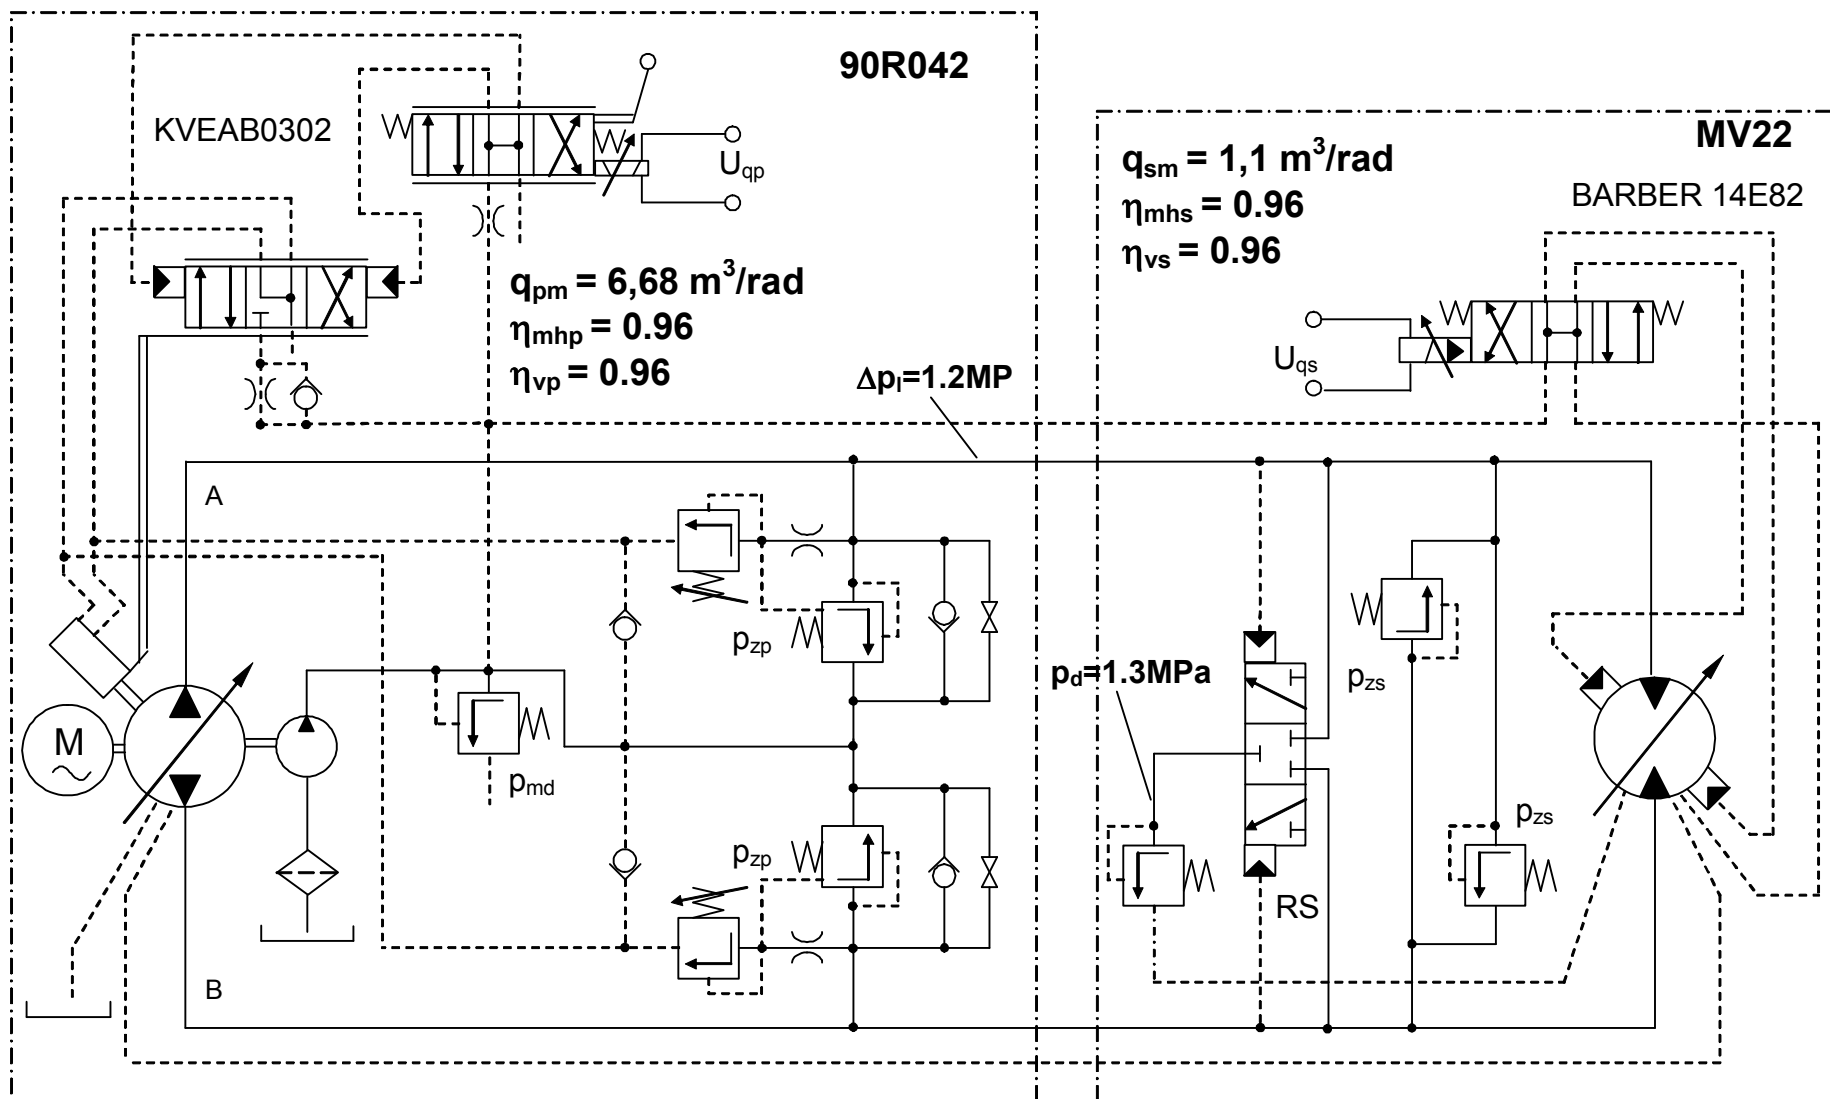 90R042
KVEAB0302
U_qp
q_pm = 6,68 m³/rad
η_mhp = 0.96
η_vp = 0.96
MV22
q_sm = 1,1 m³/rad
BARBER 14E82
η_mhs = 0.96
η_vs = 0.96
U_qs
Δp_l=1.2MP
A
p_zp
p_d=1.3MPa
p_zs
M
p_md
p_zp
p_zs
RS
B